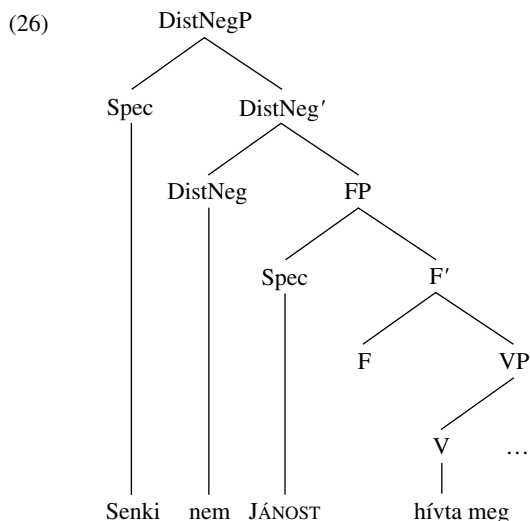 (26) DistNegP
Spec DistNeg′
DistNeg FP
Spec F′
F VP
V …
Senki nem JÁNOST hívta meg